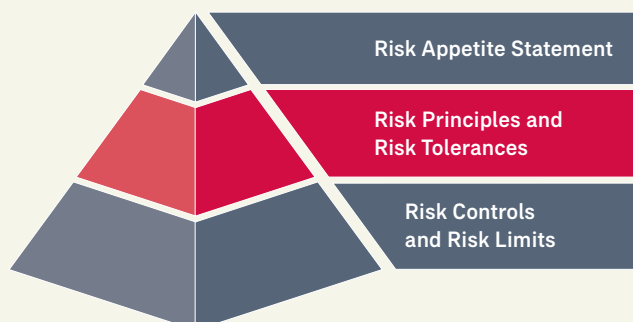 Risk Appetite Statement
Risk Principles and
Risk Tolerances
Risk Controls
and Risk Limits